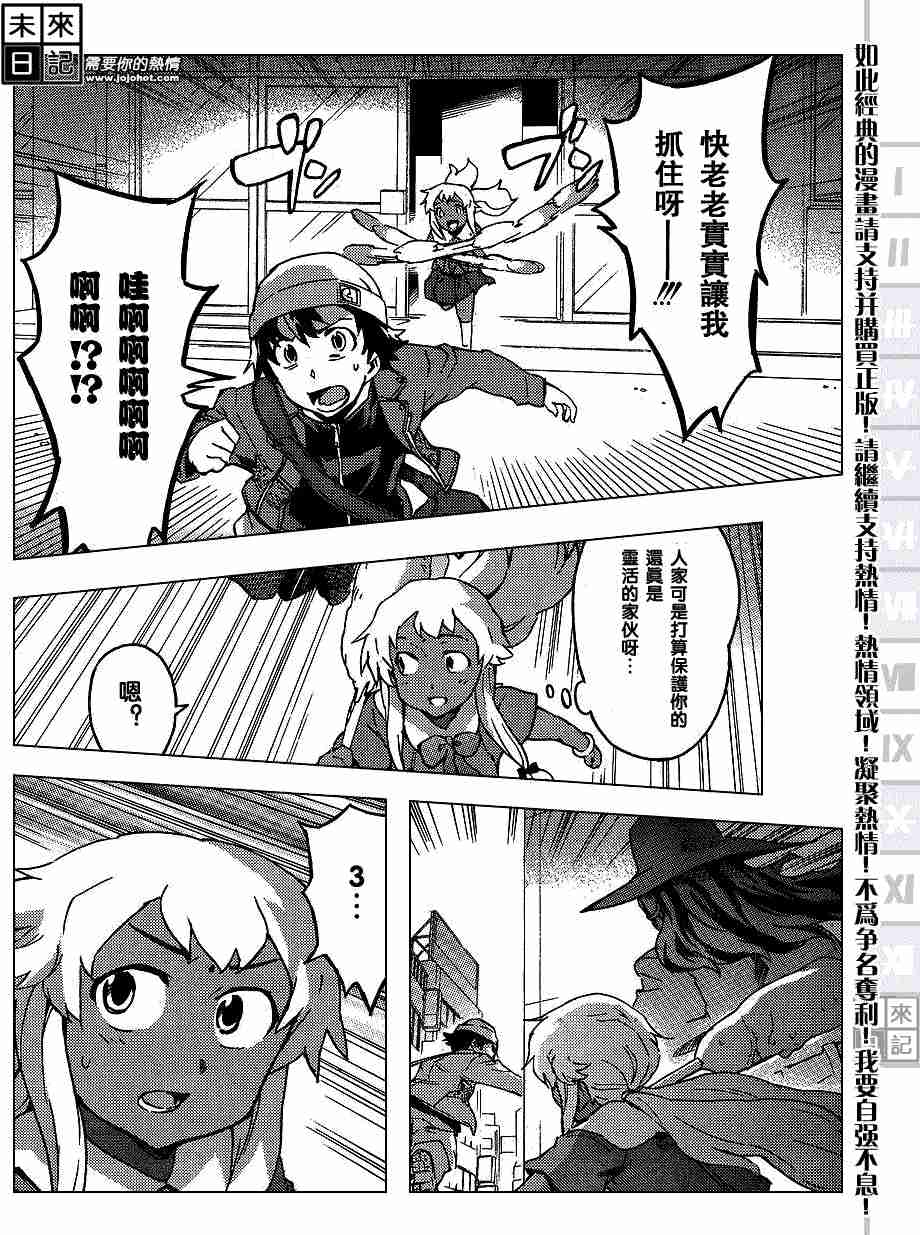 未來
日記
需要你的熱情
www.jojohot.com
快老老實實讓我
抓住呀——!!!
哇啊啊啊啊啊
啊啊!?!?
人家可是打算保護你的
還眞是
靈活的家伙呀…
嗯?
3…
如此經典的漫畫請支持并購買正版!請繼續支持熱情!熱情領域!凝聚熱情!不爲争名奪利!我要自强不息!
I
II
III
IV
V
VI
VII
VIII
IX
X
XI
來
記